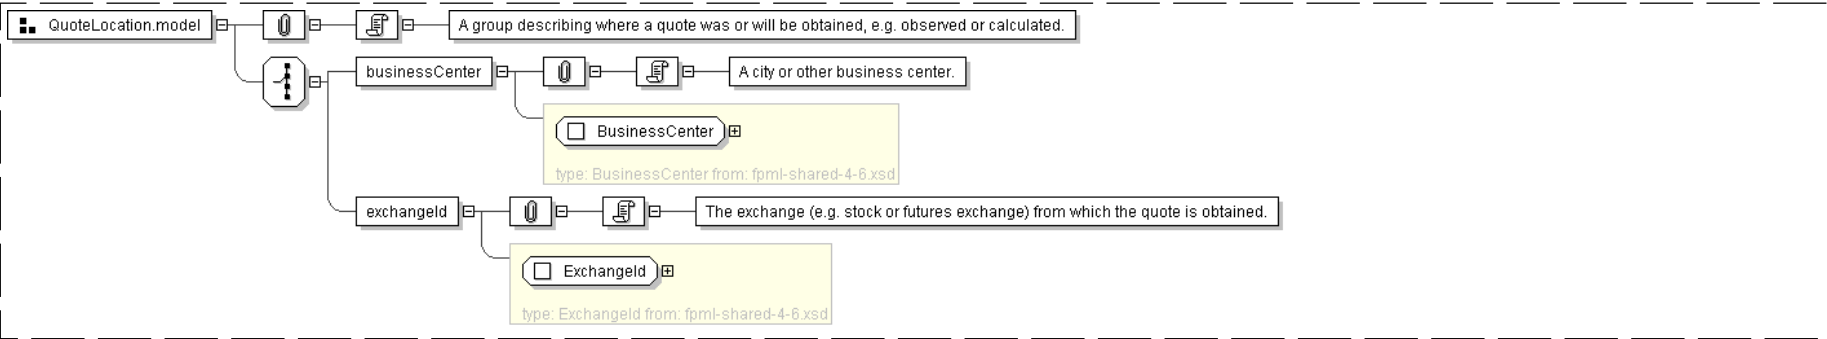 QuoteLocation.model
A group describing where a quote was or will be obtained, e.g. observed or calculated.
businessCenter
A city or other business center.
BusinessCenter
type: BusinessCenter from: fpml-shared-4-6.xsd
exchangeId
The exchange (e.g. stock or futures exchange) from which the quote is obtained.
ExchangeId
type: ExchangeId from: fpml-shared-4-6.xsd